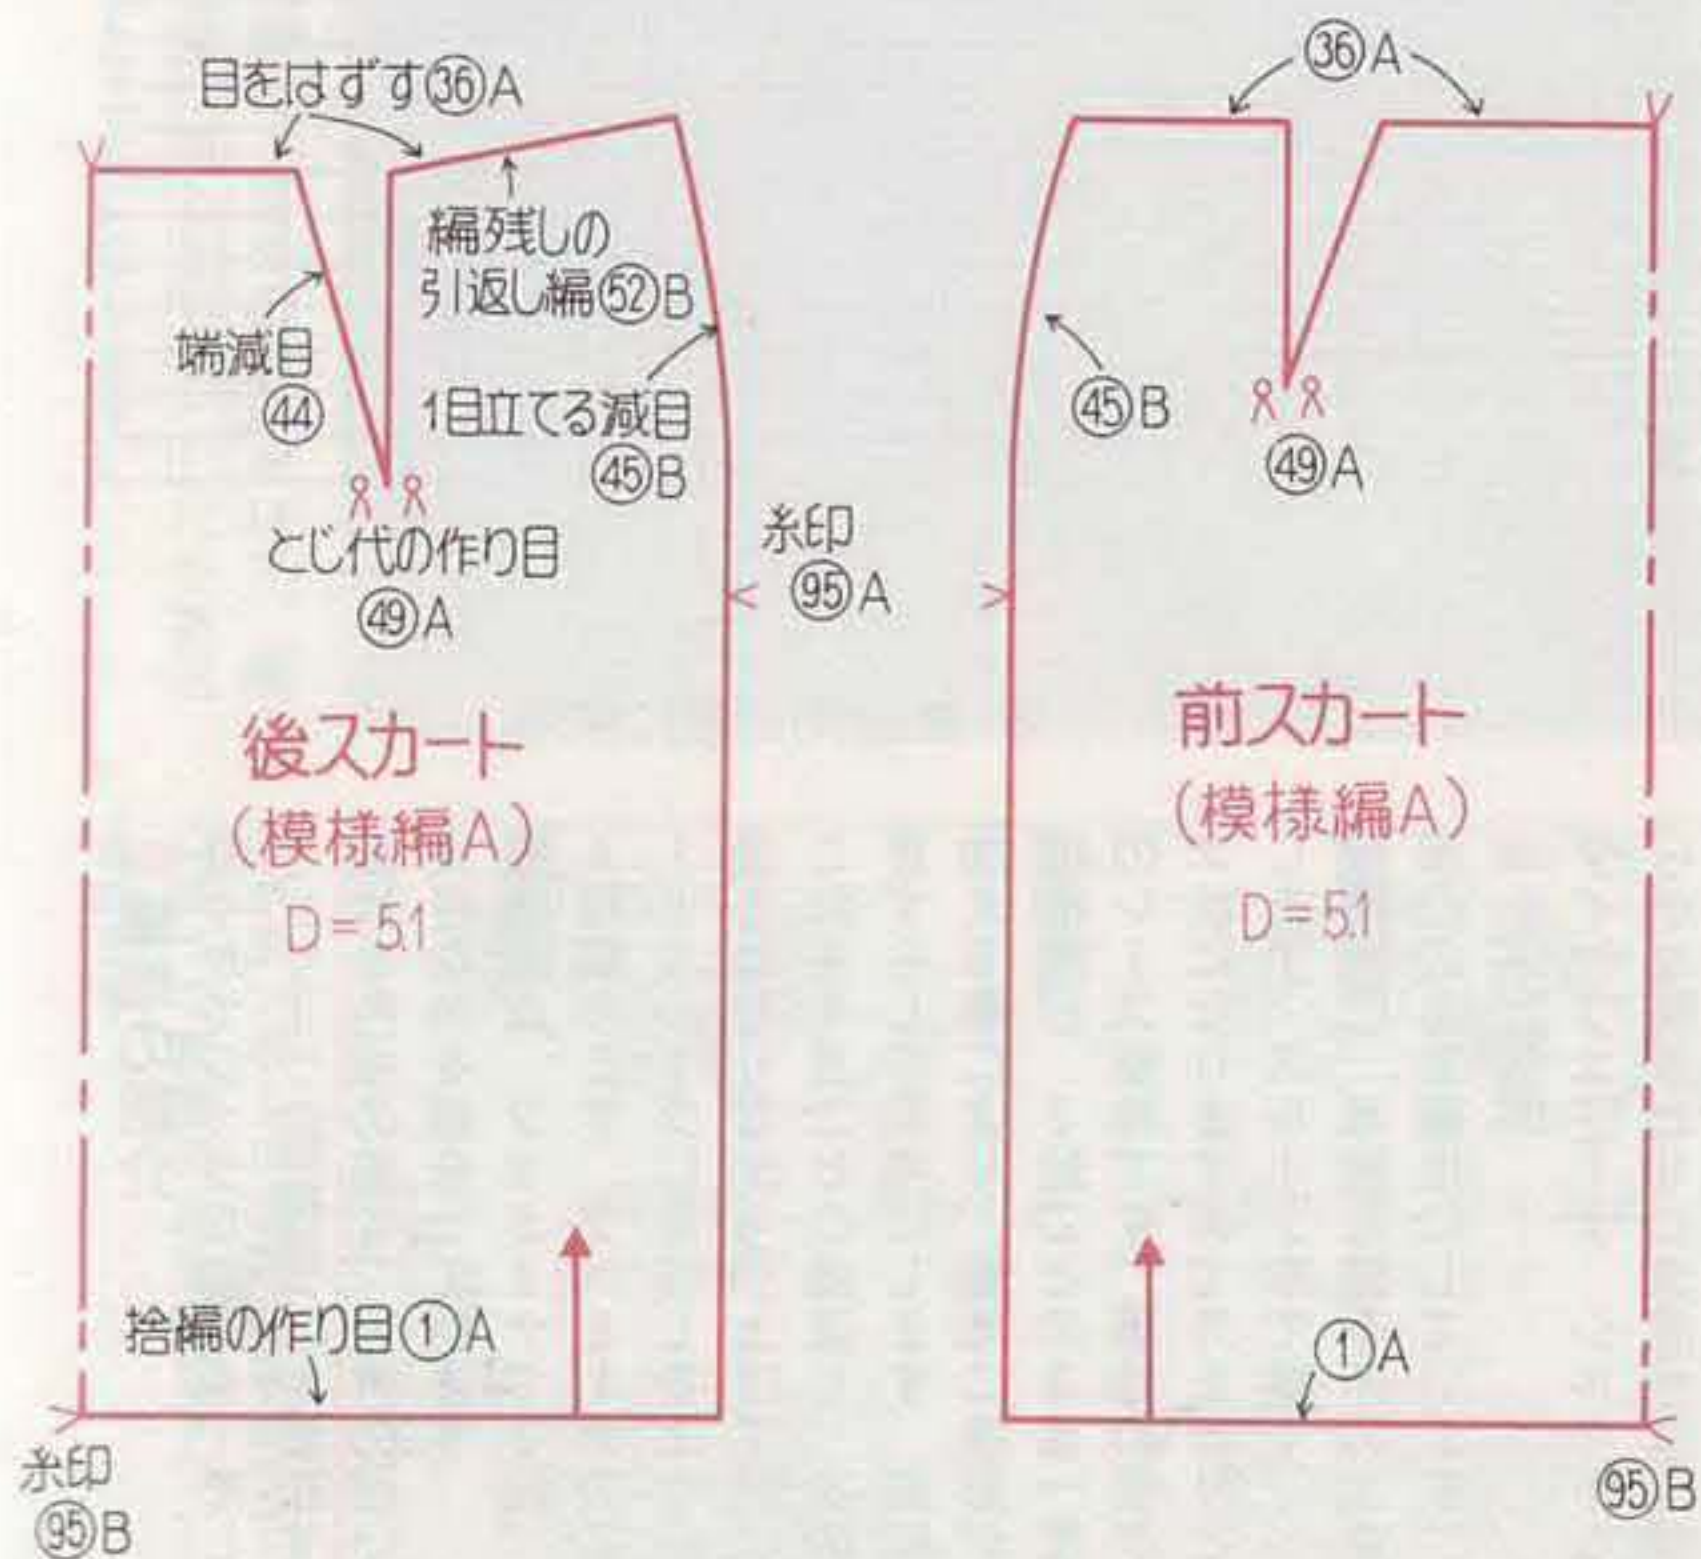 目をはずす㊱A
編残しの
引返し編㊾B
端減目
㊹
1目立てる減目
㊺B
とじ代の作り目
㊾A
糸印
95A
後スカート
(模様編A)
D=5.1
捨編の作り目①A
糸印
95B
㊱A
㊺B
㊾A
前スカート
(模様編A)
D=5.1
①A
95B